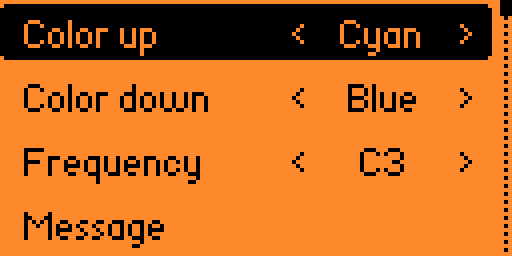 Color up < Cyan >
Color down < Blue >
Frequency < C3 >
Message